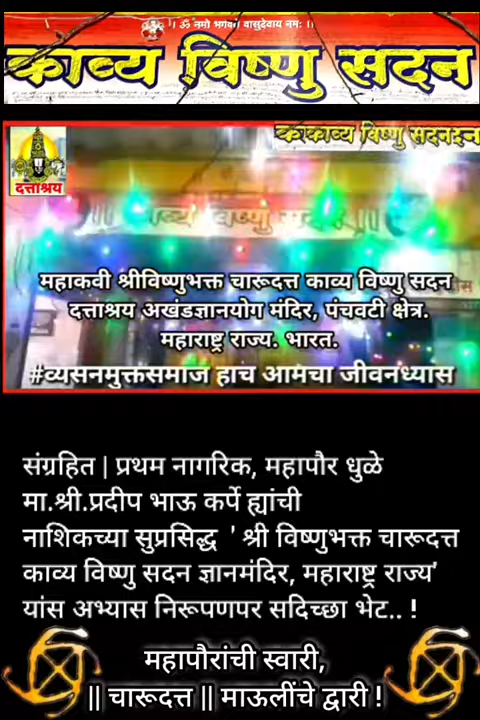 ।। ॐ नमो भगवते वासुदेवाय नमः ।।
काव्य विष्णु सदन
काव्य विष्णु सदन
दत्ताश्रय
महाकवी श्रीविष्णुभक्त चारूदत्त काव्य विष्णु सदन
दत्ताश्रय अखंडज्ञानयोग मंदिर, पंचवटी क्षेत्र.
महाराष्ट्र राज्य. भारत.
#व्यसनमुक्तसमाज हाच आमचा जीवनध्यास
संग्रहित | प्रथम नागरिक, महापौर धुळे
मा.श्री.प्रदीप भाऊ कर्पे ह्यांची
नाशिकच्या सुप्रसिद्ध ' श्री विष्णुभक्त चारूदत्त
काव्य विष्णु सदन ज्ञानमंदिर, महाराष्ट्र राज्य'
यांस अभ्यास निरूपणपर सदिच्छा भेट.. !
महापौरांची स्वारी,
|| चारूदत्त || माऊलींचे द्वारी !